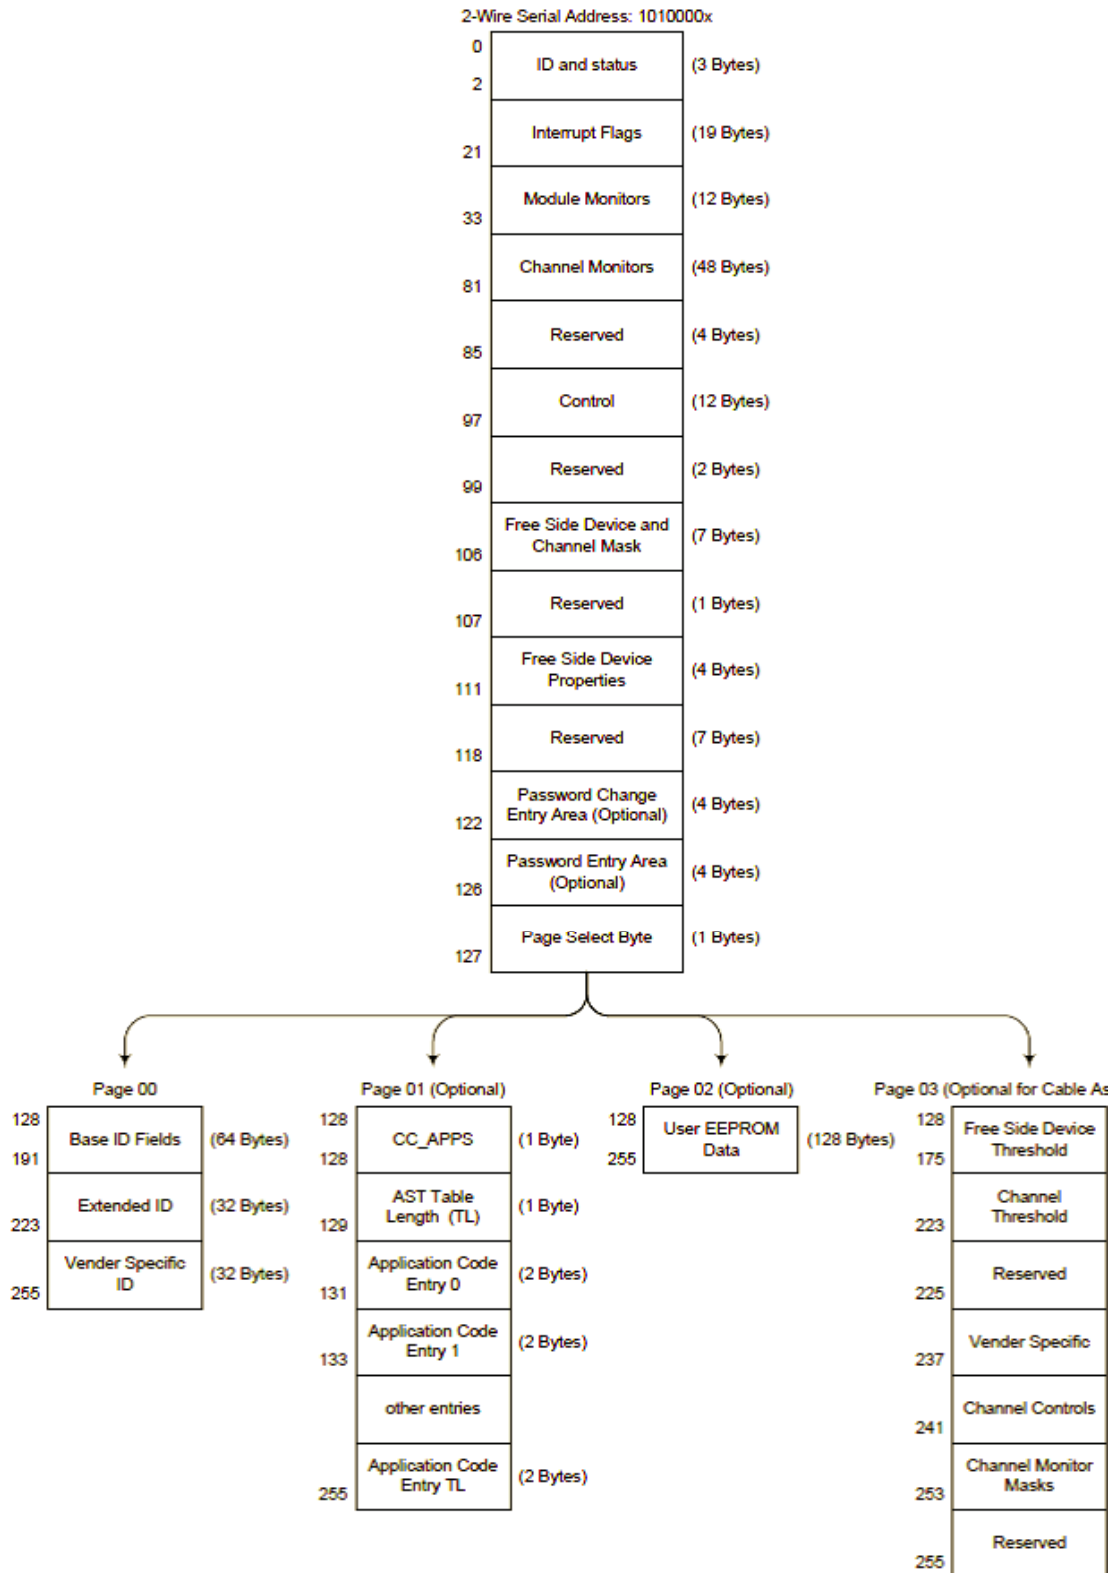 2-Wire Serial Address: 1010000x
0
ID and status
(3 Bytes)
2
Interrupt Flags
(19 Bytes)
21
Module Monitors
(12 Bytes)
33
Channel Monitors
(48 Bytes)
81
Reserved
(4 Bytes)
85
Control
(12 Bytes)
97
Reserved
(2 Bytes)
99
Free Side Device and
Channel Mask
(7 Bytes)
106
Reserved
(1 Bytes)
107
Free Side Device
Properties
(4 Bytes)
111
Reserved
(7 Bytes)
118
Password Change
Entry Area (Optional)
(4 Bytes)
122
Password Entry Area
(Optional)
(4 Bytes)
126
Page Select Byte
(1 Bytes)
127
Page 00
128
Base ID Fields
(64 Bytes)
191
Extended ID
(32 Bytes)
223
Vender Specific
ID
(32 Bytes)
255
Page 01 (Optional)
128
CC_APPS
(1 Byte)
128
AST Table
Length (TL)
(1 Byte)
129
Application Code
Entry 0
(2 Bytes)
131
Application Code
Entry 1
(2 Bytes)
133
other entries
Application Code
Entry TL
(2 Bytes)
255
Page 02 (Optional)
128
User EEPROM
Data
(128 Bytes)
255
Page 03 (Optional for Cable As
128
Free Side Device
Threshold
175
Channel
Threshold
223
Reserved
225
Vender Specific
237
Channel Controls
241
Channel Monitor
Masks
253
Reserved
255